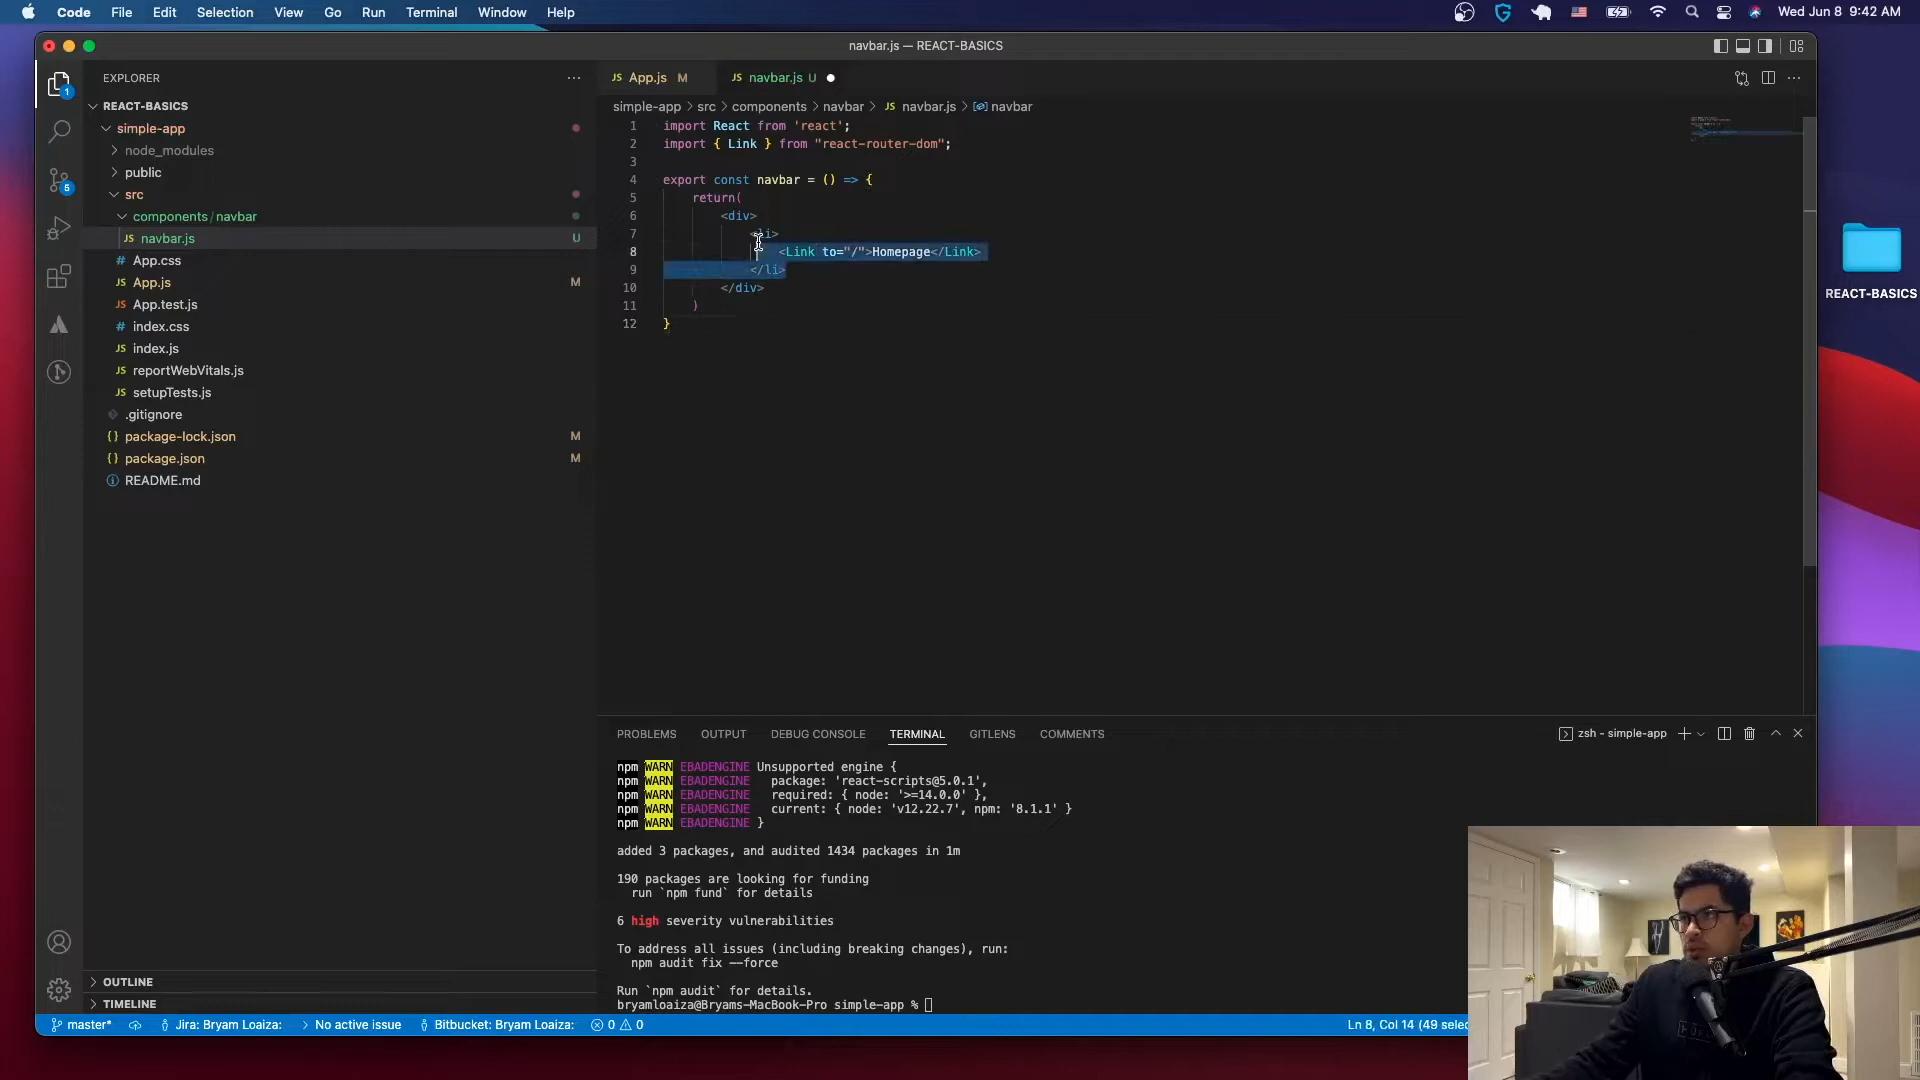 Code File Edit Selection View Go Run Terminal Window Help
Wed Jun 8 9:42 AM
navbar.js — REACT-BASICS
EXPLORER
REACT-BASICS
simple-app
node_modules
public
src
components/navbar
JS navbar.js U
# App.css
JS App.js M
JS App.test.js
# index.css
JS index.js
JS reportWebVitals.js
JS setupTests.js
.gitignore
{} package-lock.json M
{} package.json M
README.md
OUTLINE
TIMELINE
1
5
JS App.js M
JS navbar.js U
simple-app > src > components > navbar > JS navbar.js > navbar
1 import React from 'react';
2 import { Link } from "react-router-dom";
3
4 export const navbar = () => {
5 return(
6 <div>
7 <li>
8 <Link to="/">Homepage</Link>
9 </li>
10 </div>
11 )
12 }
PROBLEMS OUTPUT DEBUG CONSOLE TERMINAL GITLENS COMMENTS
zsh - simple-app
npm WARN EBADENGINE Unsupported engine {
npm WARN EBADENGINE package: 'react-scripts@5.0.1',
npm WARN EBADENGINE required: { node: '>=14.0.0' },
npm WARN EBADENGINE current: { node: 'v12.22.7', npm: '8.1.1' }
npm WARN EBADENGINE }
added 3 packages, and audited 1434 packages in 1m
190 packages are looking for funding
run `npm fund` for details
6 high severity vulnerabilities
To address all issues (including breaking changes), run:
npm audit fix --force
Run `npm audit` for details.
bryamloaiza@Bryams-MacBook-Pro simple-app %
master* Jira: Bryam Loaiza: No active issue Bitbucket: Bryam Loaiza: 0 0
Ln 8, Col 14 (49 selec
REACT-BASICS